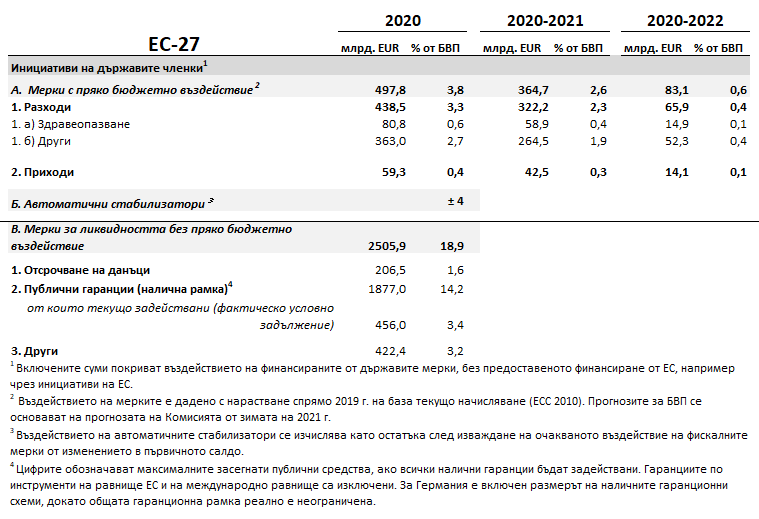 ЕС-27 2020 2020-2021 2020-2022
млрд. EUR % от БВП млрд. EUR % от БВП млрд. EUR % от БВП
Инициативи на държавите членки1
А. Мерки с пряко бюджетно въздействие2 497,8 3,8 364,7 2,6 83,1 0,6
1. Разходи 438,5 3,3 322,2 2,3 65,9 0,4
1. а) Здравеопазване 80,8 0,6 58,9 0,4 14,9 0,1
1. б) Други 363,0 2,7 264,5 1,9 52,3 0,4
2. Приходи 59,3 0,4 42,5 0,3 14,1 0,1
Б. Автоматични стабилизатори3 ± 4
В. Мерки за ликвидността без пряко бюджетно
въздействие 2505,9 18,9
1. Отсрочване на данъци 206,5 1,6
2. Публични гаранции (налична рамка)4 1877,0 14,2
от които текущо задействани (фактическо условно
задължение) 456,0 3,4
3. Други 422,4 3,2
1 Включените суми покриват въздействието на финансираните от държавите мерки, без предоставеното финансиране от ЕС, например
чрез инициативи на ЕС.
2 Въздействието на мерките е дадено с нарастване спрямо 2019 г. на база текущо начисляване (ЕСС 2010). Прогнозите за БВП се
основават на прогнозата на Комисията от зимата на 2021 г.
3 Въздействието на автоматичните стабилизатори се изчислява като остатъка след изваждане на очакваното въздействие на фискалните
мерки от изменението в първичното салдо.
4 Цифрите обозначават максималните засегнати публични средства, ако всички налични гаранции бъдат задействани. Гаранциите по
инструменти на равнище ЕС и на международно равнище са изключени. За Германия е включен размерът на наличните гаранционни
схеми, докато общата гаранционна рамка реално е неограничена.